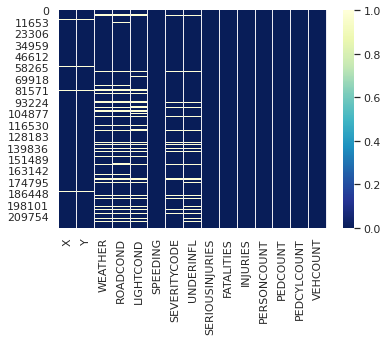 0
11653
23306
34959
46612
58265
69918
81571
93224
104877
116530
128183
139836
151489
163142
174795
186448
198101
209754
X
Y
WEATHER
ROADCOND
LIGHTCOND
SPEEDING
SEVERITYCODE
UNDERINFL
SERIOUSINJURIES
FATALITIES
INJURIES
PERSONCOUNT
PEDCOUNT
PEDCYLCOUNT
VEHCOUNT
1.0
0.8
0.6
0.4
0.2
0.0